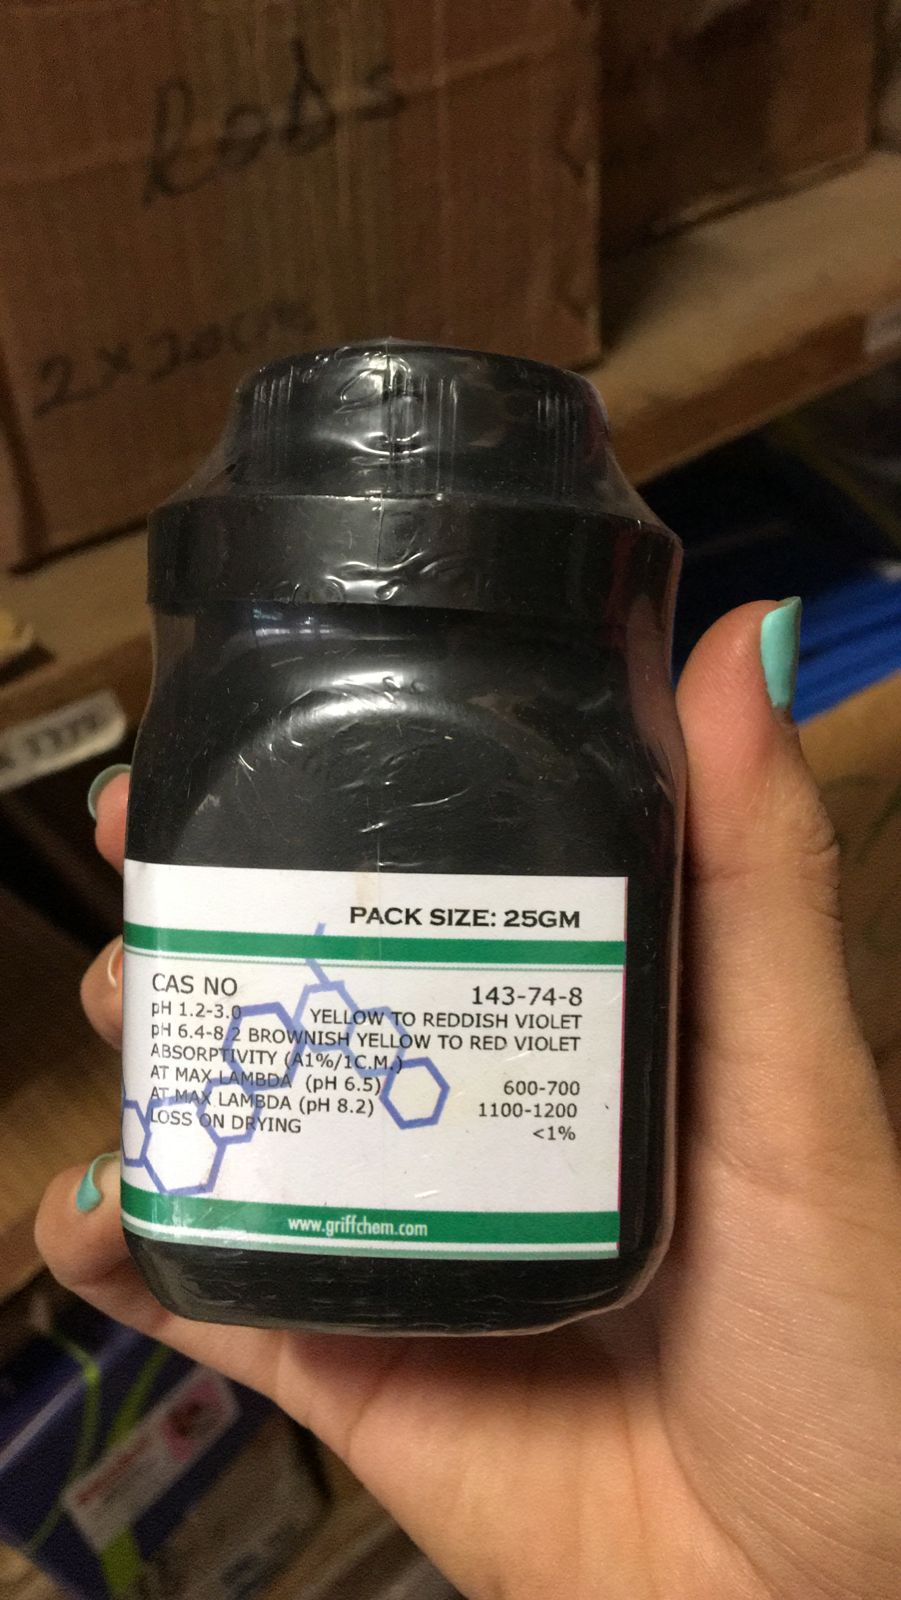 Rods
PACK SIZE: 25GM
CAS NO 143-74-8
pH 1.2-3.0 YELLOW TO REDDISH VIOLET
pH 6.4-8.2 BROWNISH YELLOW TO RED VIOLET
ABSORPTIVITY (A1%/1C.M.)
AT MAX LAMBDA (pH 6.5) 600-700
AT MAX LAMBDA (pH 8.2) 1100-1200
LOSS ON DRYING <1%
www.griffchem.com